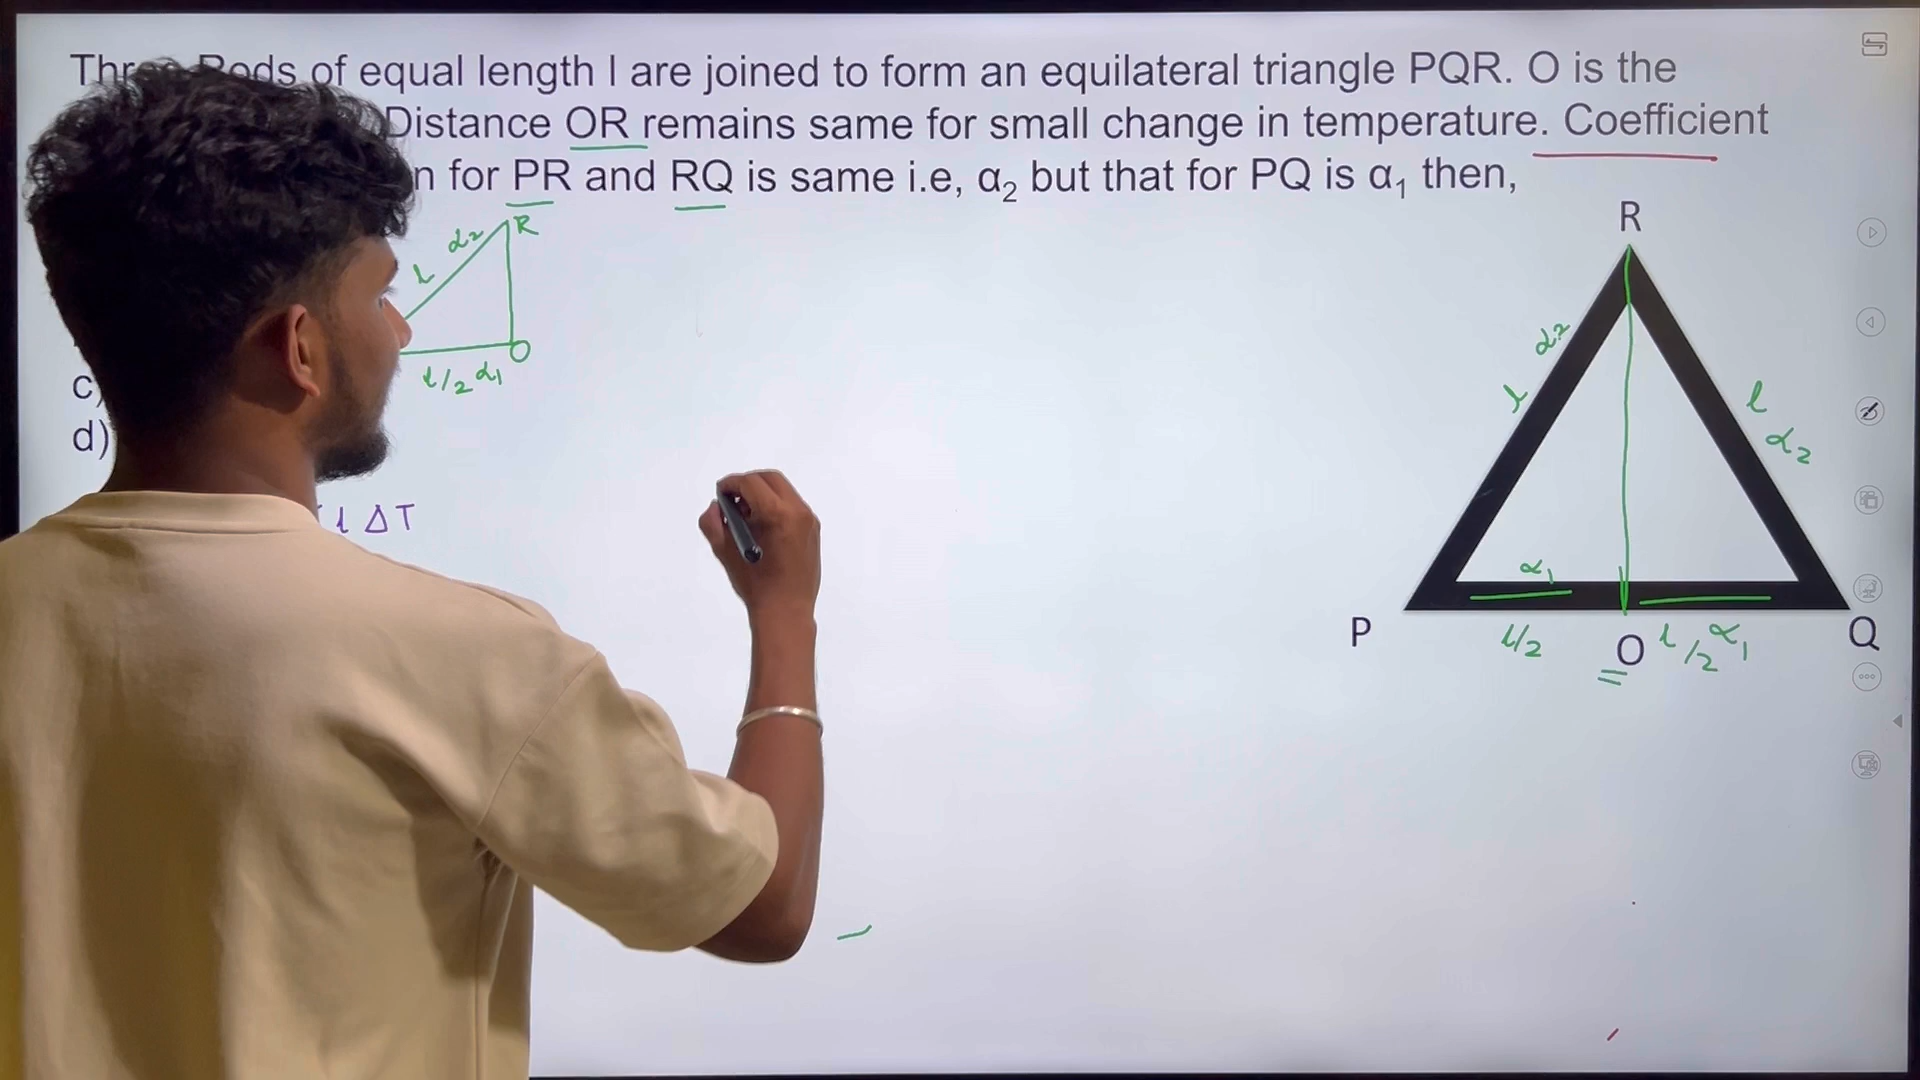 of equal length l are joined to form an equilateral triangle PQR. O is the
Distance OR remains same for small change in temperature. Coefficient
for PR and RQ is same i.e, α₂ but that for PQ is α₁ then,
R
α₂ R
l
O
l/2 α₁
c)
d)
l ΔT
α₂
l
l
α₂
α₁
P l/2 O l/2 α₁ Q